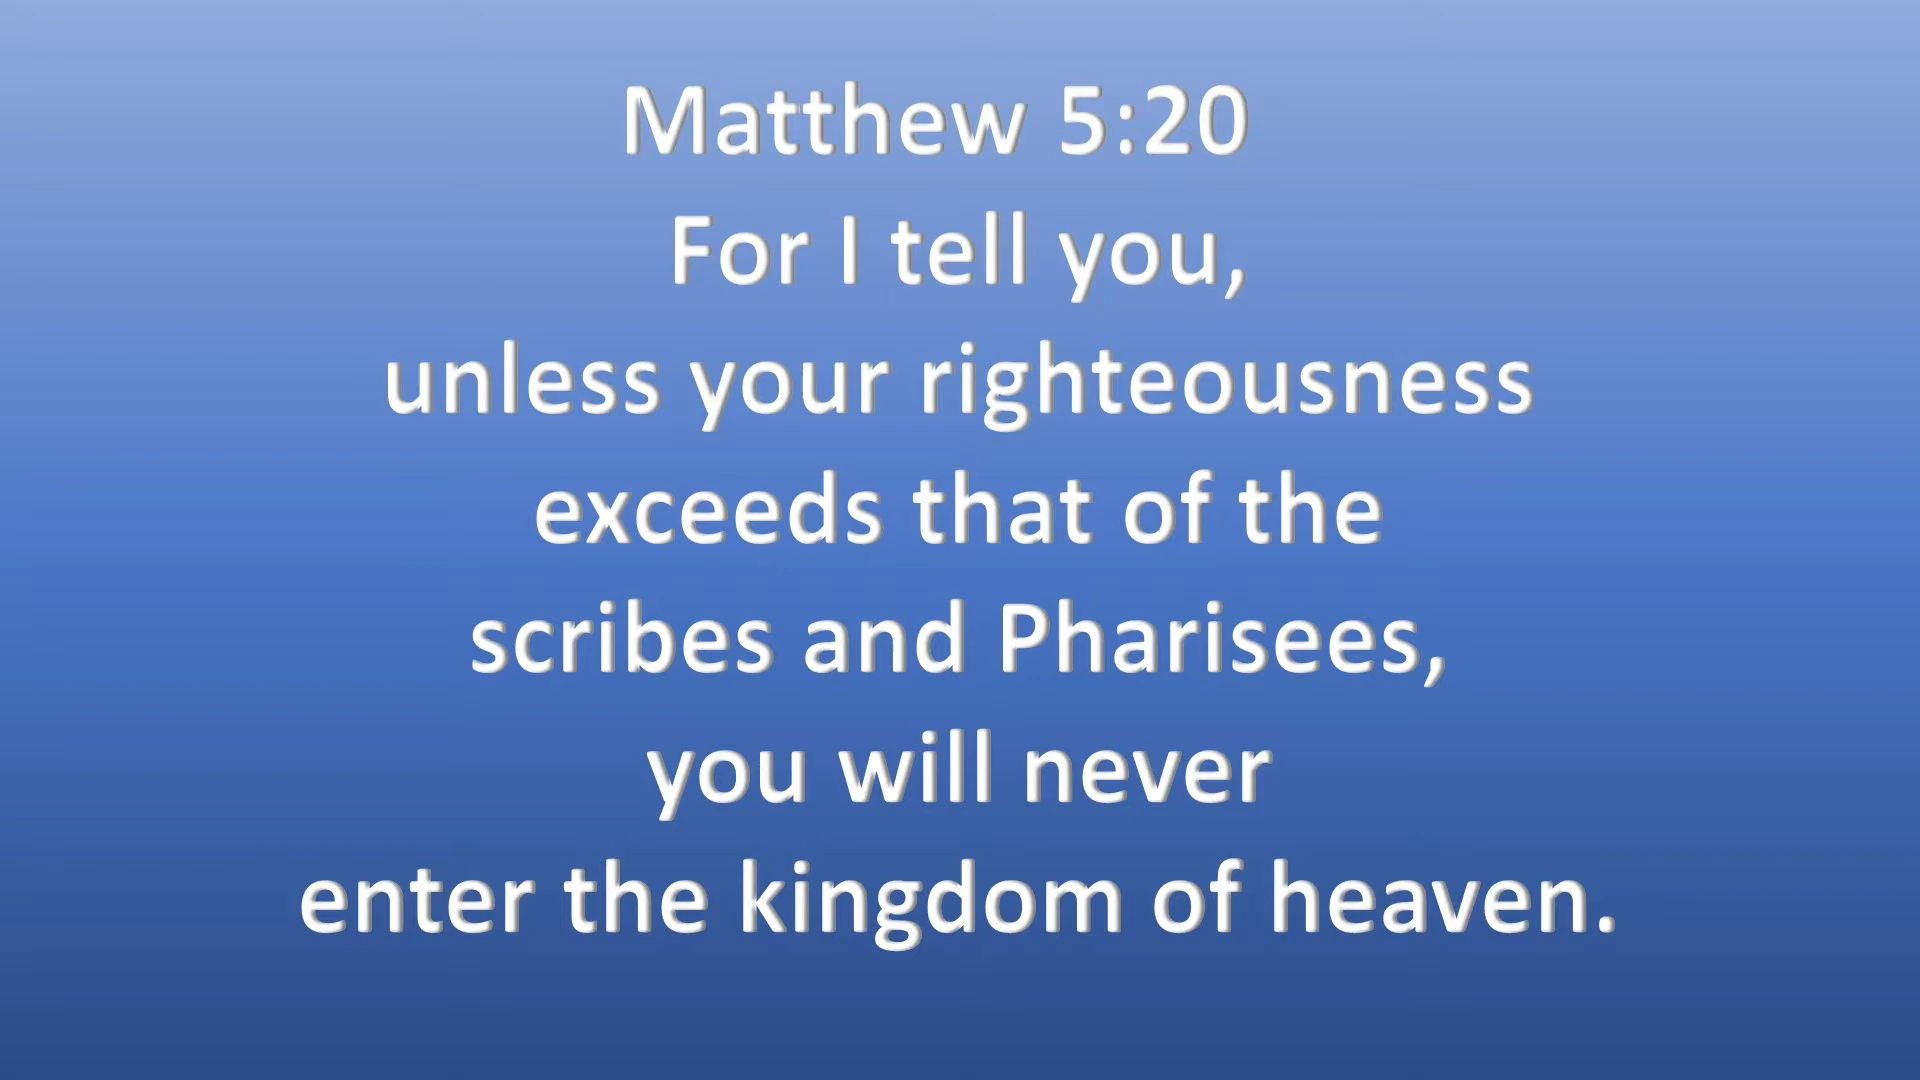 Matthew 5:20
For I tell you,
unless your righteousness
exceeds that of the
scribes and Pharisees,
you will never
enter the kingdom of heaven.